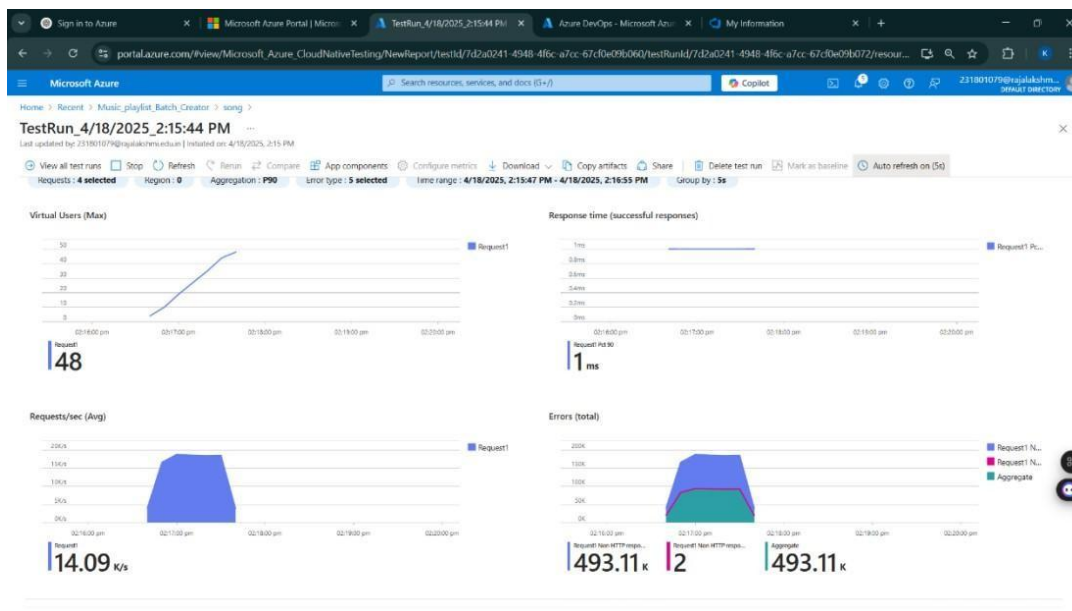 Sign in to Azure
Microsoft Azure Portal | Micros
TestRun_4/18/2025_2:15:44 PM
Azure DevOps - Microsoft Azur
My Information
portal.azure.com/#view/Microsoft_Azure_CloudNativeTesting/NewReport/testId/7d2a0241-4948-4f6c-a7cc-67cf0e09b060/testRunId/7d2a0241-4948-4f6c-a7cc-67cf0e09b072/resour...
K
Microsoft Azure
Search resources, services, and docs (G+/)
Copilot
231801079@rajalakshm...
DEFAULT DIRECTORY
Home > Recent > Music_playlist_Batch_Creator > song >
TestRun_4/18/2025_2:15:44 PM ...
Last updated by: 231801079@rajalakshmi.edu.in | Initiated on: 4/18/2025, 2:15 PM
View all test runs Stop Refresh Rerun Compare App components Configure metrics Download Copy artifacts Share Delete test run Mark as baseline Auto refresh on (5s)
Requests : 4 selected Region : 0 Aggregation : P90 Error type : 5 selected Time range : 4/18/2025, 2:15:47 PM - 4/18/2025, 2:16:55 PM Group by : 5s
Virtual Users (Max)
50
40
30
20
10
0
02:16:00 pm 02:17:00 pm 02:18:00 pm 02:19:00 pm 02:20:00 pm
Request1
Request1
48
Response time (successful responses)
1ms
0.8ms
0.6ms
0.4ms
0.2ms
0ms
02:16:00 pm 02:17:00 pm 02:18:00 pm 02:19:00 pm 02:20:00 pm
Request1 Pc...
Request1 Pct 90
1 ms
Requests/sec (Avg)
20K/s
15K/s
10K/s
5K/s
0K/s
02:16:00 pm 02:17:00 pm 02:18:00 pm 02:19:00 pm 02:20:00 pm
Request1
Request1
14.09 K/s
Errors (total)
200K
150K
100K
50K
0K
02:16:00 pm 02:17:00 pm 02:18:00 pm 02:19:00 pm 02:20:00 pm
Request1 N...
Request1 N...
Aggregate
Request1 Non HTTP respo...
493.11 K
Request1 Non HTTP respo...
2
Aggregate
493.11 K